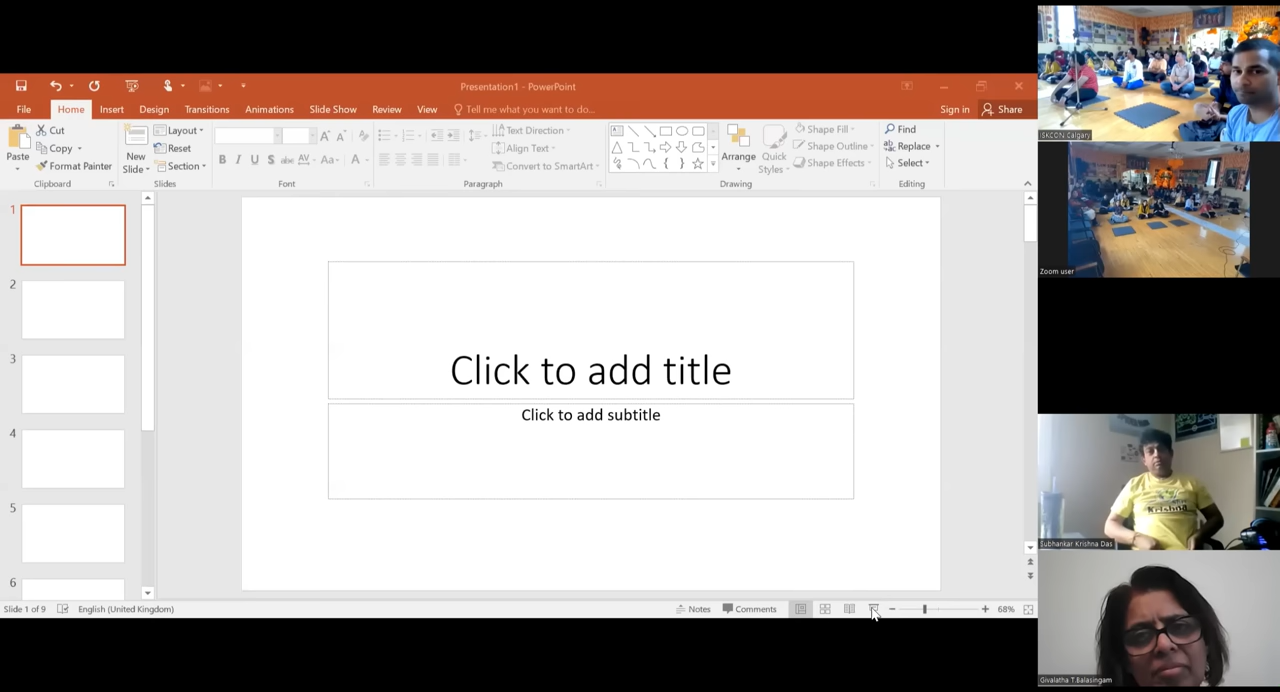 Presentation1 - PowerPoint
File Home Insert Design Transitions Animations Slide Show Review View Tell me what you want to do... Sign in Share
Paste
Cut
Copy
Format Painter
Clipboard
New
Slide
Layout
Reset
Section
Slides
B I U S abc AV Aa A
Font
Text Direction
Align Text
Convert to SmartArt
Paragraph
Arrange
Quick
Styles
Shape Fill
Shape Outline
Shape Effects
Drawing
Find
Replace
Select
Editing
1
2
3
4
5
6
Click to add title
Click to add subtitle
Slide 1 of 9 English (United Kingdom) Notes Comments 68%
ISKCON Calgary
Zoom user
Krishna
Subhankar Krishna Das
Givalatha T.Balasingam